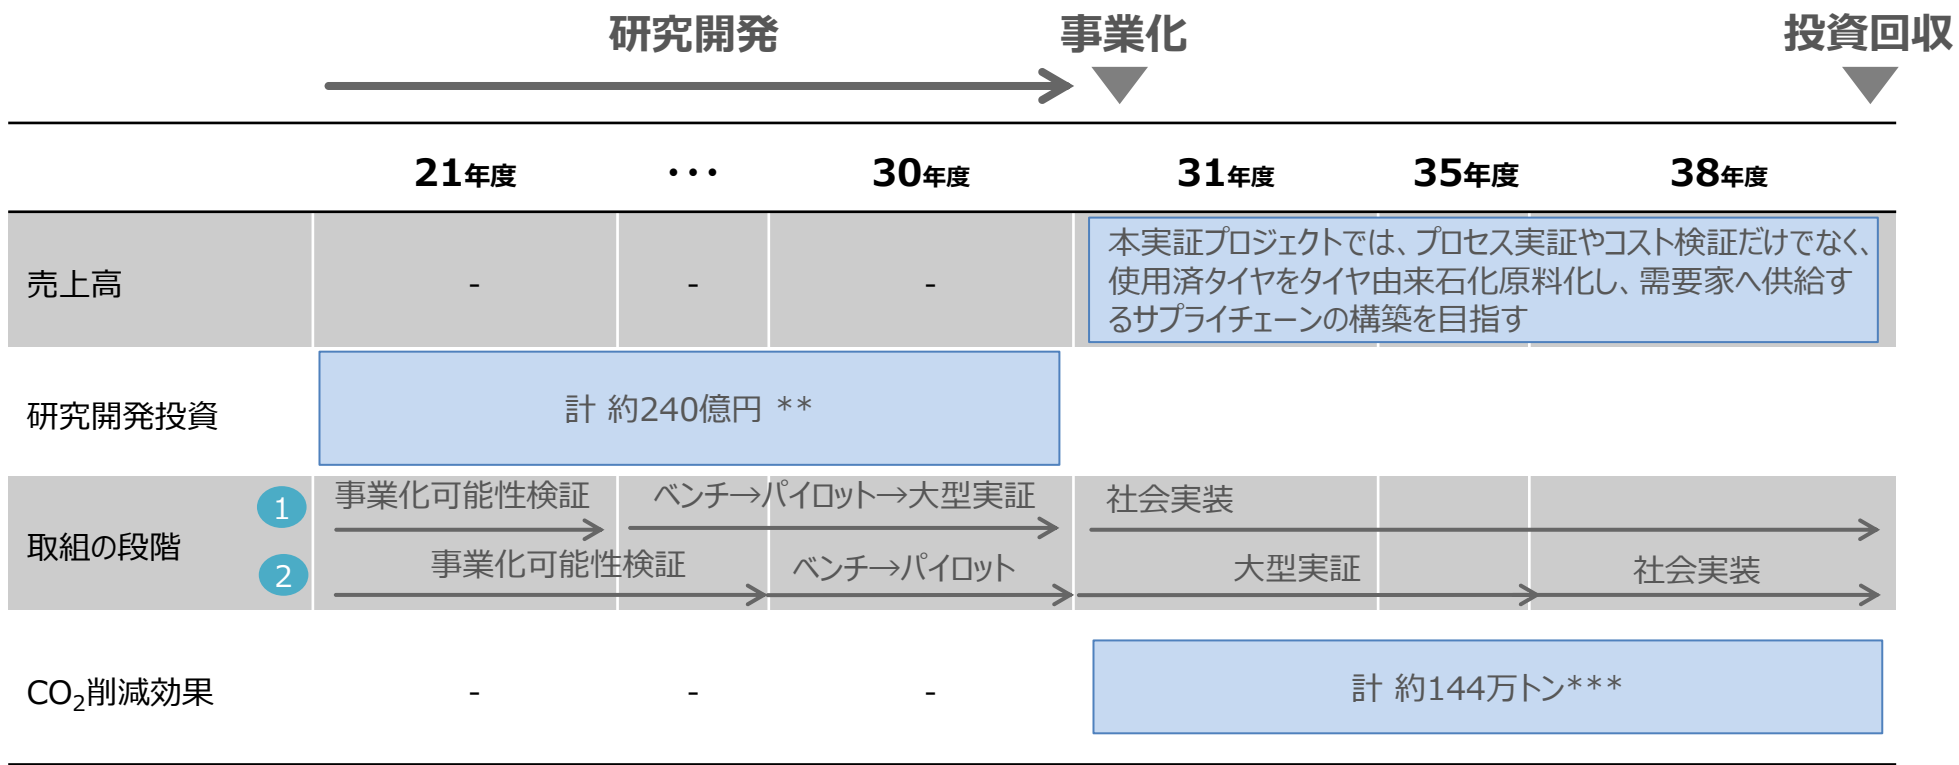 研究開発 事業化 投資回収
21年度 ・・・ 30年度 31年度 35年度 38年度
売上高 - - -
本実証プロジェクトでは、プロセス実証やコスト検証だけでなく、
使用済タイヤをタイヤ由来石化原料化し、需要家へ供給す
るサプライチェーンの構築を目指す
研究開発投資 計 約240億円 **
取組の段階
1 事業化可能性検証 ベンチ→パイロット→大型実証 社会実装
2 事業化可能性検証 ベンチ→パイロット 大型実証 社会実装
CO2削減効果 - - - 計 約144万トン***